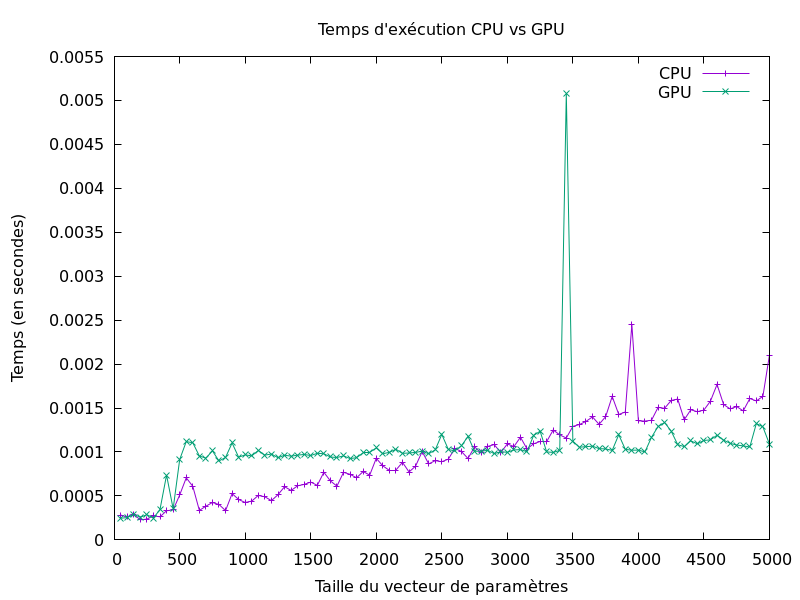 Temps d'exécution CPU vs GPU
CPU
GPU
0.0055
0.005
0.0045
0.004
0.0035
0.003
0.0025
0.002
0.0015
0.001
0.0005
0
Temps (en secondes)
0 500 1000 1500 2000 2500 3000 3500 4000 4500 5000
Taille du vecteur de paramètres